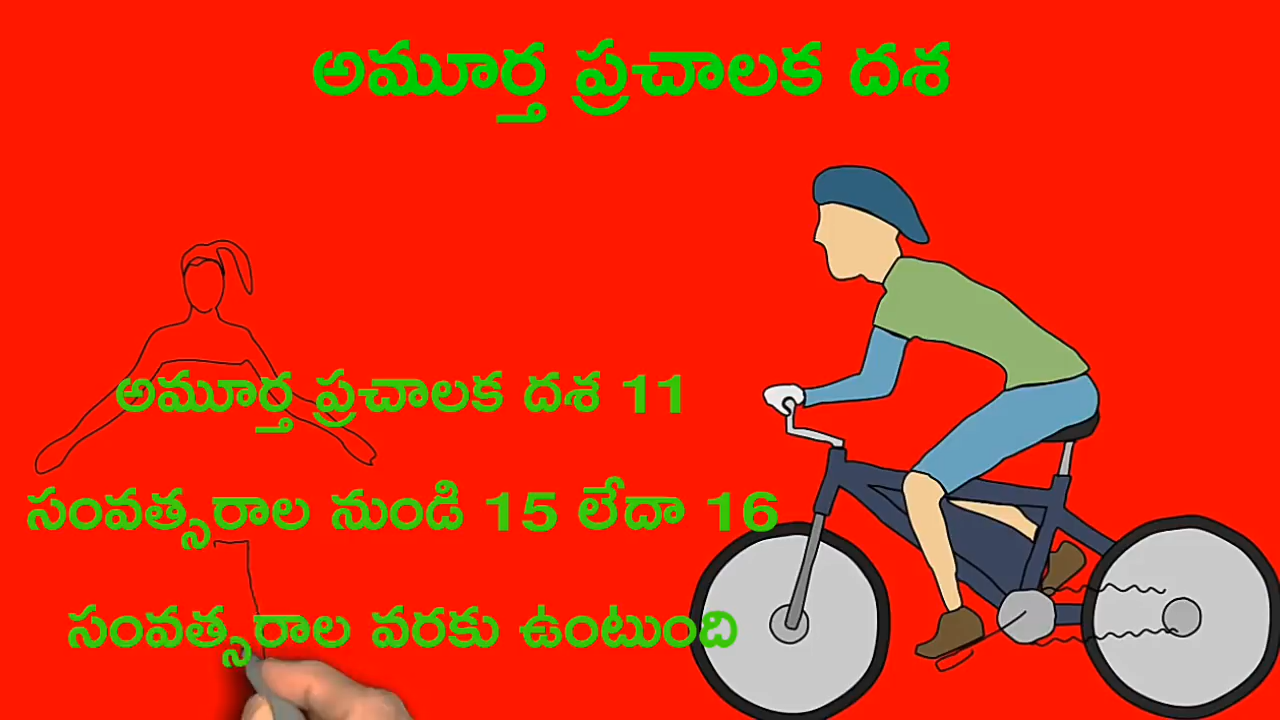 అమూర్త ప్రచాలక దశ
అమూర్త ప్రచాలక దశ 11
సంవత్సరాల నుండి 15 లేదా 16
సంవత్సరాల వరకు ఉంటుంది